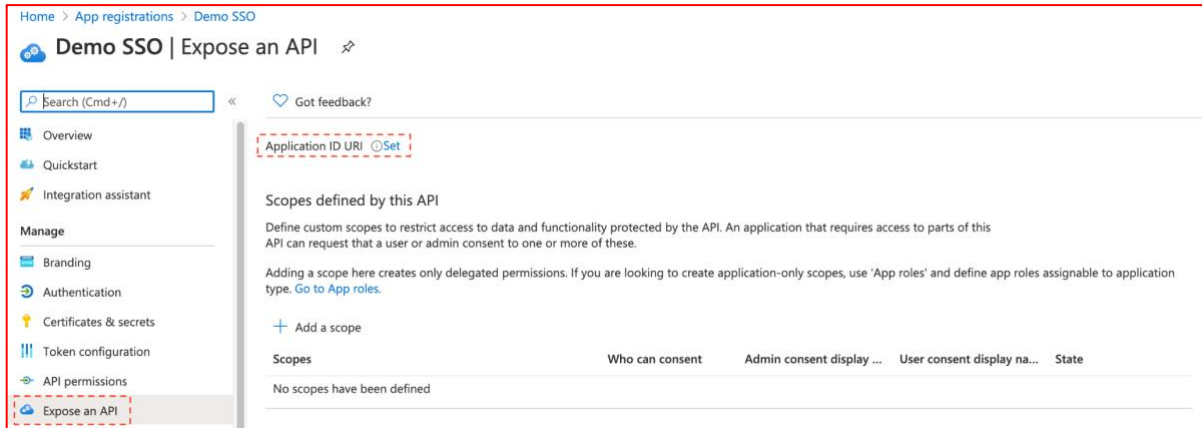 Home > App registrations > Demo SSO
Demo SSO | Expose an API
Search (Cmd+/)
«
Got feedback?
Overview
Quickstart
Integration assistant
Manage
Branding
Authentication
Certificates & secrets
Token configuration
API permissions
Expose an API
Application ID URI Set
Scopes defined by this API
Define custom scopes to restrict access to data and functionality protected by the API. An application that requires access to parts of this
API can request that a user or admin consent to one or more of these.
Adding a scope here creates only delegated permissions. If you are looking to create application-only scopes, use 'App roles' and define app roles assignable to application
type. Go to App roles.
+ Add a scope
Scopes Who can consent Admin consent display ... User consent display na... State
No scopes have been defined